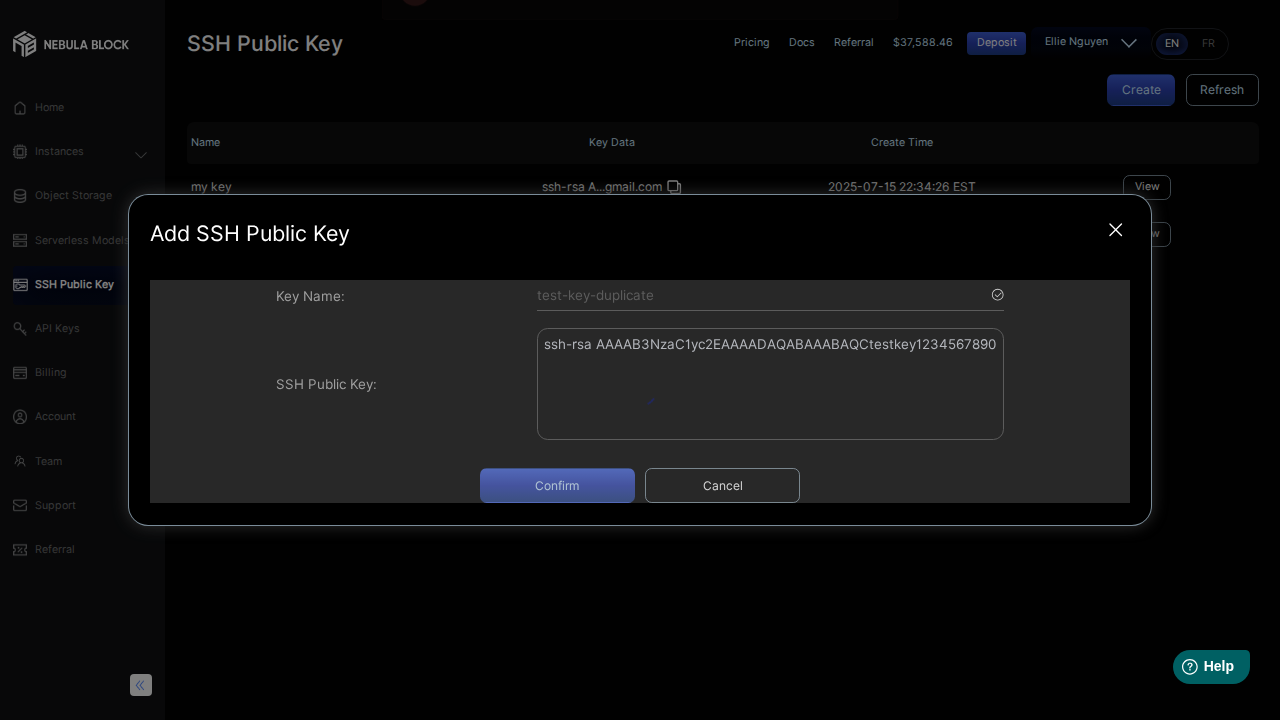 NEBULA BLOCK
SSH Public Key
Pricing
Docs
Referral
$37,588.46
Deposit
Ellie Nguyen
EN
FR
Home
Instances
Object Storage
Serverless Models
SSH Public Key
API Keys
Billing
Account
Team
Support
Referral
Create
Refresh
Name
Key Data
Create Time
my key
ssh-rsa A...gmail.com
2025-07-15 22:34:26 EST
View
Add SSH Public Key
Key Name:
test-key-duplicate
SSH Public Key:
ssh-rsa AAAAB3NzaC1yc2EAAAADAQABAAABAQCtestkey1234567890
Confirm
Cancel
Help